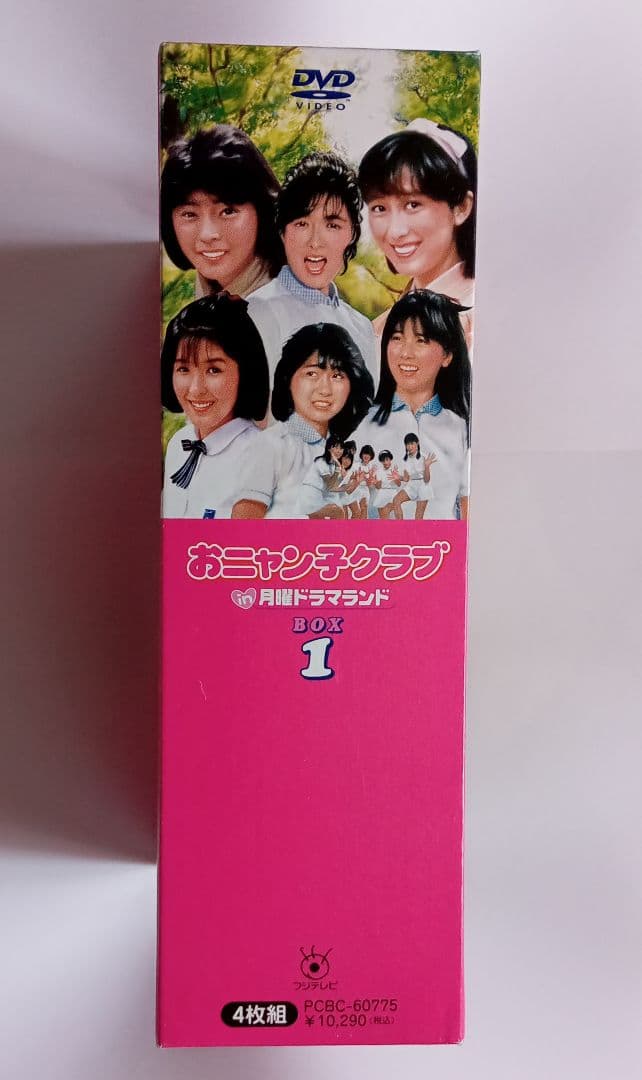 DVD
VIDEO™
おニャン子クラブ
in 月曜ドラマランド
BOX
1
フジテレビ
4枚組 PCBC-60775
￥10,290(税込)